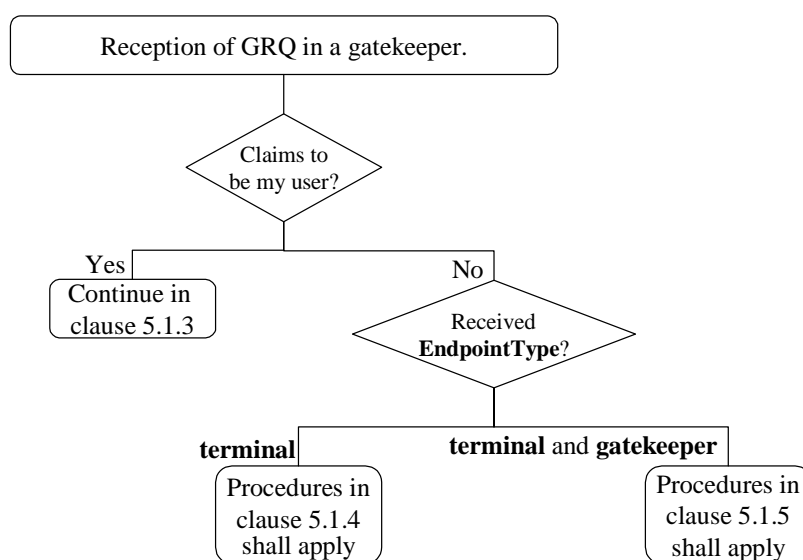 Reception of GRQ in a gatekeeper.
Claims to
be my user?
Yes
No
Continue in
clause 5.1.3
Received
EndpointType?
terminal
terminal and gatekeeper
Procedures in
clause 5.1.4
shall apply
Procedures in
clause 5.1.5
shall apply